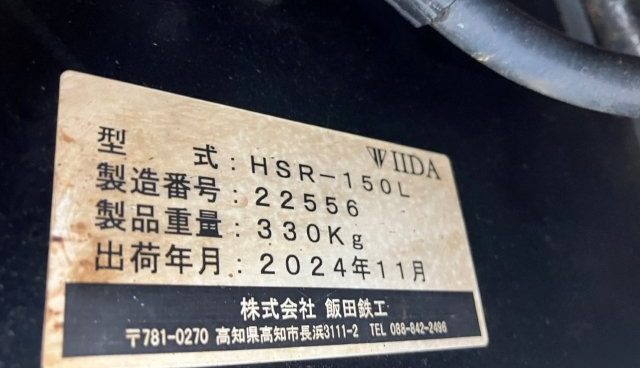 WIIDA
型 式：HSR－150L
製造番号：22556
製品重量：330Kg
出荷年月：2024年11月
株式会社 飯田鉄工
〒781-0270 高知県高知市長浜3111-2 TEL 088-842-2496